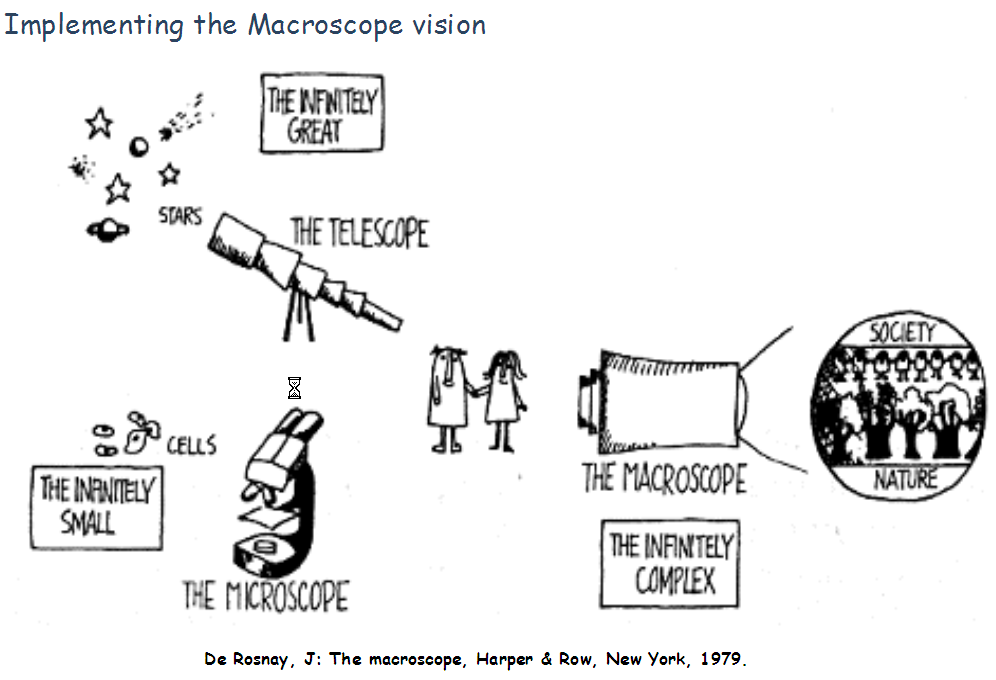 Implementing the Macroscope vision
THE INFINITELY
GREAT
STARS
THE TELESCOPE
SOCIETY
CELLS
NATURE
THE MACROSCOPE
THE INFINITELY
SMALL
THE INFINITELY
COMPLEX
THE MICROSCOPE
De Rosnay, J: The macroscope, Harper & Row, New York, 1979.